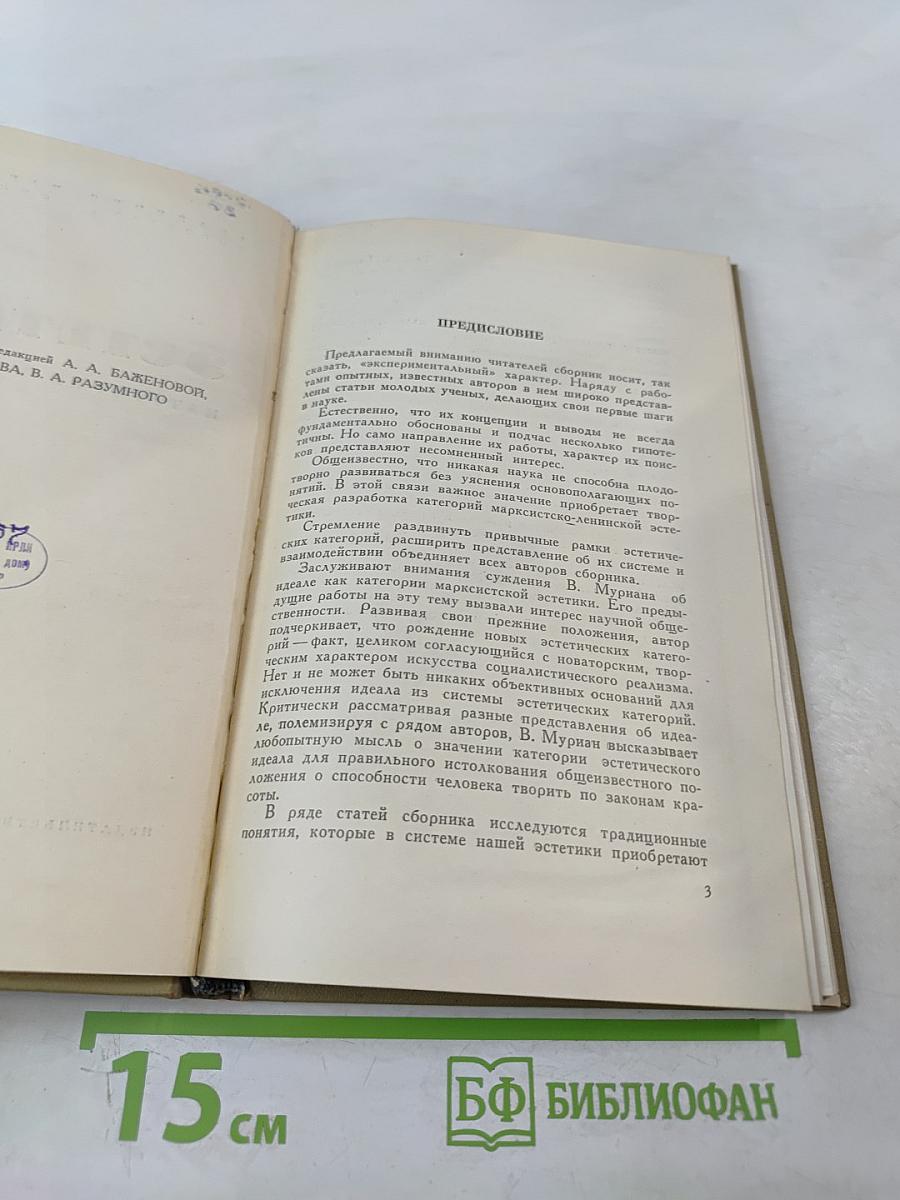 едакцией А. А. БАЖЕНОВОЙ,
ВА, В. А. РАЗУМНОГО
57
ИРЛИ
ДОМ
ПРЕДИСЛОВИЕ
Предлагаемый вниманию читателей сборник носит, так
сказать, «экспериментальный» характер. Наряду с рабо-
тами опытных, известных авторов в нем широко представ-
лены статьи молодых ученых, делающих свои первые шаги
в науке.
Естественно, что их концепции и выводы не всегда
фундаментально обоснованы и подчас несколько гипоте-
тичны. Но само направление их работы, характер их поис-
ков представляют несомненный интерес.
Общеизвестно, что никакая наука не способна плодо-
творно развиваться без уяснения основополагающих по-
нятий. В этой связи важное значение приобретает твор-
ческая разработка категорий марксистско-ленинской эсте-
тики.
Стремление раздвинуть привычные рамки эстетиче-
ских категорий, расширить представление об их системе и
взаимодействии объединяет всех авторов сборника.
Заслуживают внимания суждения В. Муриана об
идеале как категории марксистской эстетики. Его преды-
дущие работы на эту тему вызвали интерес научной обще-
ственности. Развивая свои прежние положения, автор
подчеркивает, что рождение новых эстетических катего-
рий — факт, целиком согласующийся с новаторским, твор-
ческим характером искусства социалистического реализма.
Нет и не может быть никаких объективных оснований для
исключения идеала из системы эстетических категорий.
Критически рассматривая разные представления об идеа-
ле, полемизируя с рядом авторов, В. Муриан высказывает
любопытную мысль о значении категории эстетического
идеала для правильного истолкования общеизвестного по-
ложения о способности человека творить по законам кра-
соты.
В ряде статей сборника исследуются традиционные
понятия, которые в системе нашей эстетики приобретают
3
15 см
БФ БИБЛИОФАН